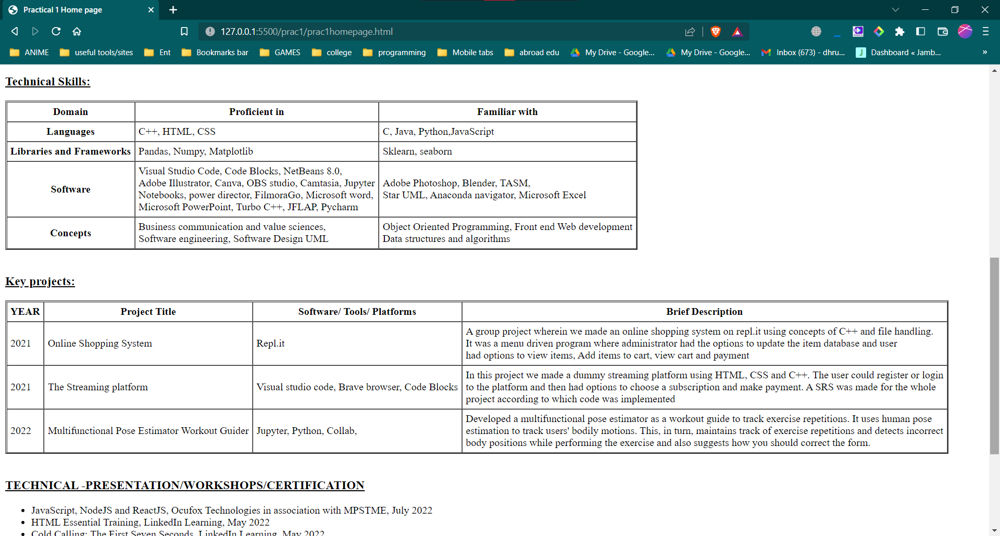 Practical 1 Home page
127.0.0.1:5500/prac1/prac1homepage.html
ANIME useful tools/sites Ent Bookmarks bar GAMES college programming Mobile tabs abroad edu My Drive - Google... My Drive - Google... Inbox (673) - dhru... Dashboard « Jamb... »
Technical Skills:
Domain Proficient in Familiar with
Languages C++, HTML, CSS C, Java, Python,JavaScript
Libraries and Frameworks Pandas, Numpy, Matplotlib Sklearn, seaborn
Software
Visual Studio Code, Code Blocks, NetBeans 8.0,
Adobe Illustrator, Canva, OBS studio, Camtasia, Jupyter
Notebooks, power director, FilmoraGo, Microsoft word,
Microsoft PowerPoint, Turbo C++, JFLAP, Pycharm
Adobe Photoshop, Blender, TASM,
Star UML, Anaconda navigator, Microsoft Excel
Concepts
Business communication and value sciences,
Software engineering, Software Design UML
Object Oriented Programming, Front end Web development
Data structures and algorithms
Key projects:
YEAR Project Title Software/ Tools/ Platforms Brief Description
2021 Online Shopping System Repl.it
A group project wherein we made an online shopping system on repl.it using concepts of C++ and file handling.
It was a menu driven program where administrator had the options to update the item database and user
had options to view items, Add items to cart, view cart and payment
2021 The Streaming platform Visual studio code, Brave browser, Code Blocks
In this project we made a dummy streaming platform using HTML, CSS and C++. The user could register or login
to the platform and then had options to choose a subscription and make payment. A SRS was made for the whole
project according to which code was implemented
2022 Multifunctional Pose Estimator Workout Guider Jupyter, Python, Collab,
Developed a multifunctional pose estimator as a workout guide to track exercise repetitions. It uses human pose
estimation to track users' bodily motions. This, in turn, maintains track of exercise repetitions and detects incorrect
body positions while performing the exercise and also suggests how you should correct the form.
TECHNICAL -PRESENTATION/WORKSHOPS/CERTIFICATION
• JavaScript, NodeJS and ReactJS, Ocufox Technologies in association with MPSTME, July 2022
• HTML Essential Training, LinkedIn Learning, May 2022
• Cold Calling: The First Seven Seconds, LinkedIn Learning, May 2022